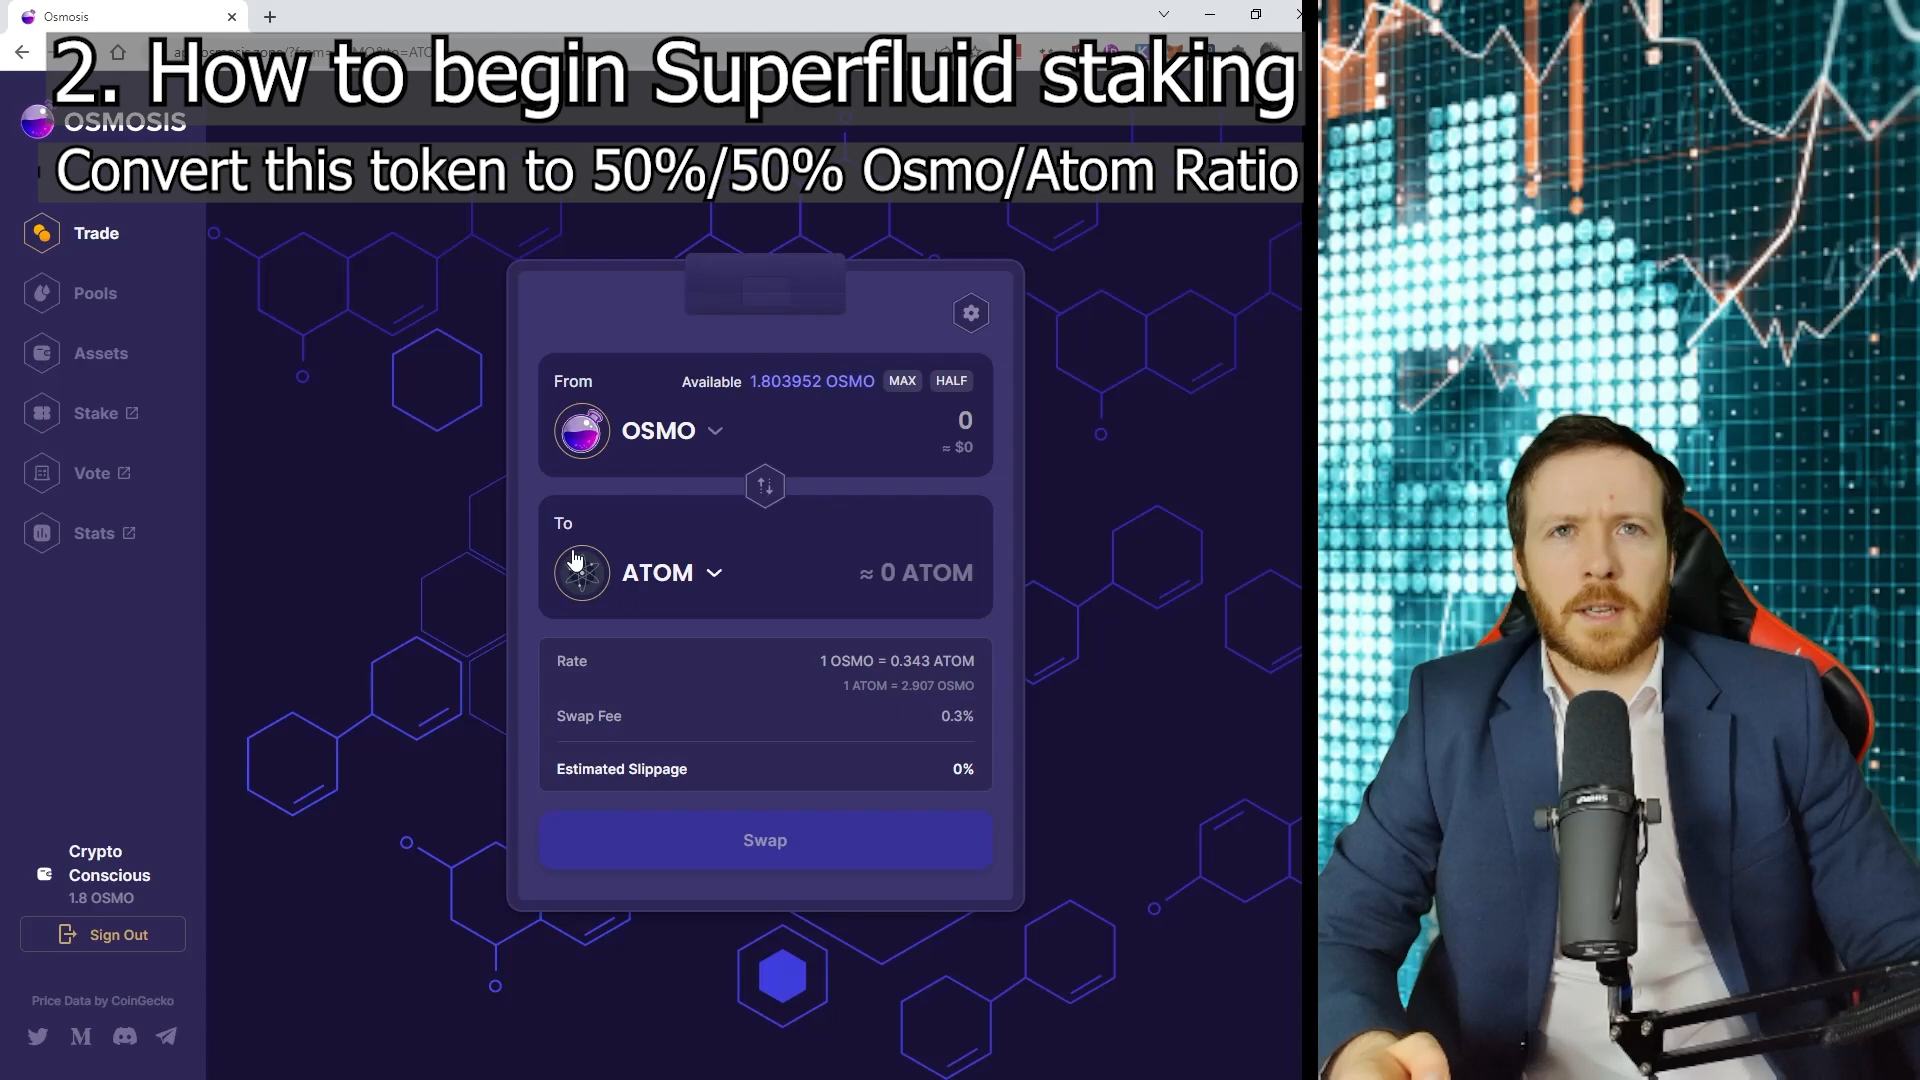 Osmosis
2. How to begin Superfluid staking
OSMOSIS
Convert this token to 50%/50% Osmo/Atom Ratio
Trade
Pools
Assets
Stake
Vote
Stats
From
Available 1.803952 OSMO MAX HALF
OSMO
0
≈ $0
To
ATOM
≈ 0 ATOM
Rate
1 OSMO = 0.343 ATOM
1 ATOM = 2.907 OSMO
Swap Fee
0.3%
Estimated Slippage
0%
Swap
Crypto
Conscious
1.8 OSMO
Sign Out
Price Data by CoinGecko